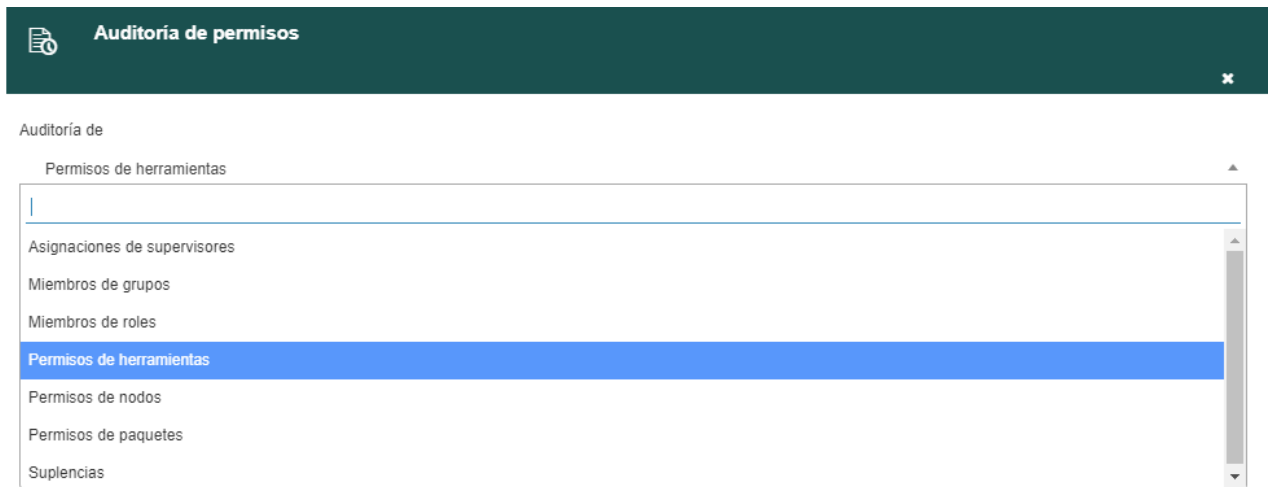 Auditoría de permisos
Auditoría de
Permisos de herramientas
Asignaciones de supervisores
Miembros de grupos
Miembros de roles
Permisos de herramientas
Permisos de nodos
Permisos de paquetes
Suplencias